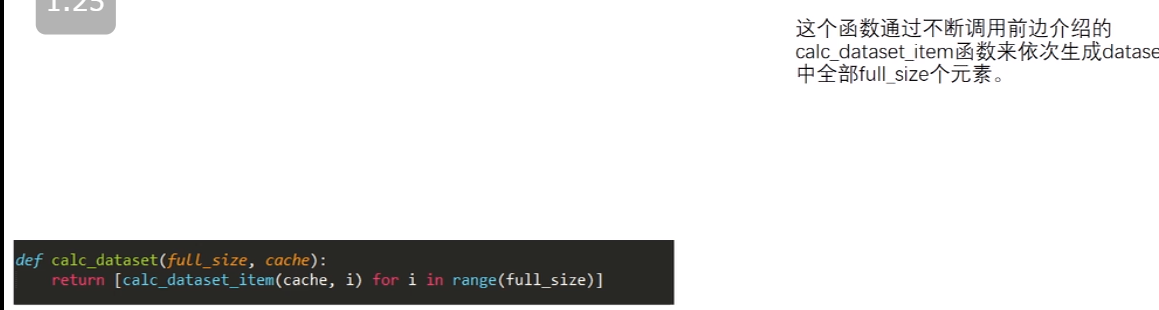 1.25
这个函数通过不断调用前边介绍的
calc_dataset_item函数来依次生成datase
中全部full_size个元素。
def calc_dataset(full_size, cache):
return [calc_dataset_item(cache, i) for i in range(full_size)]